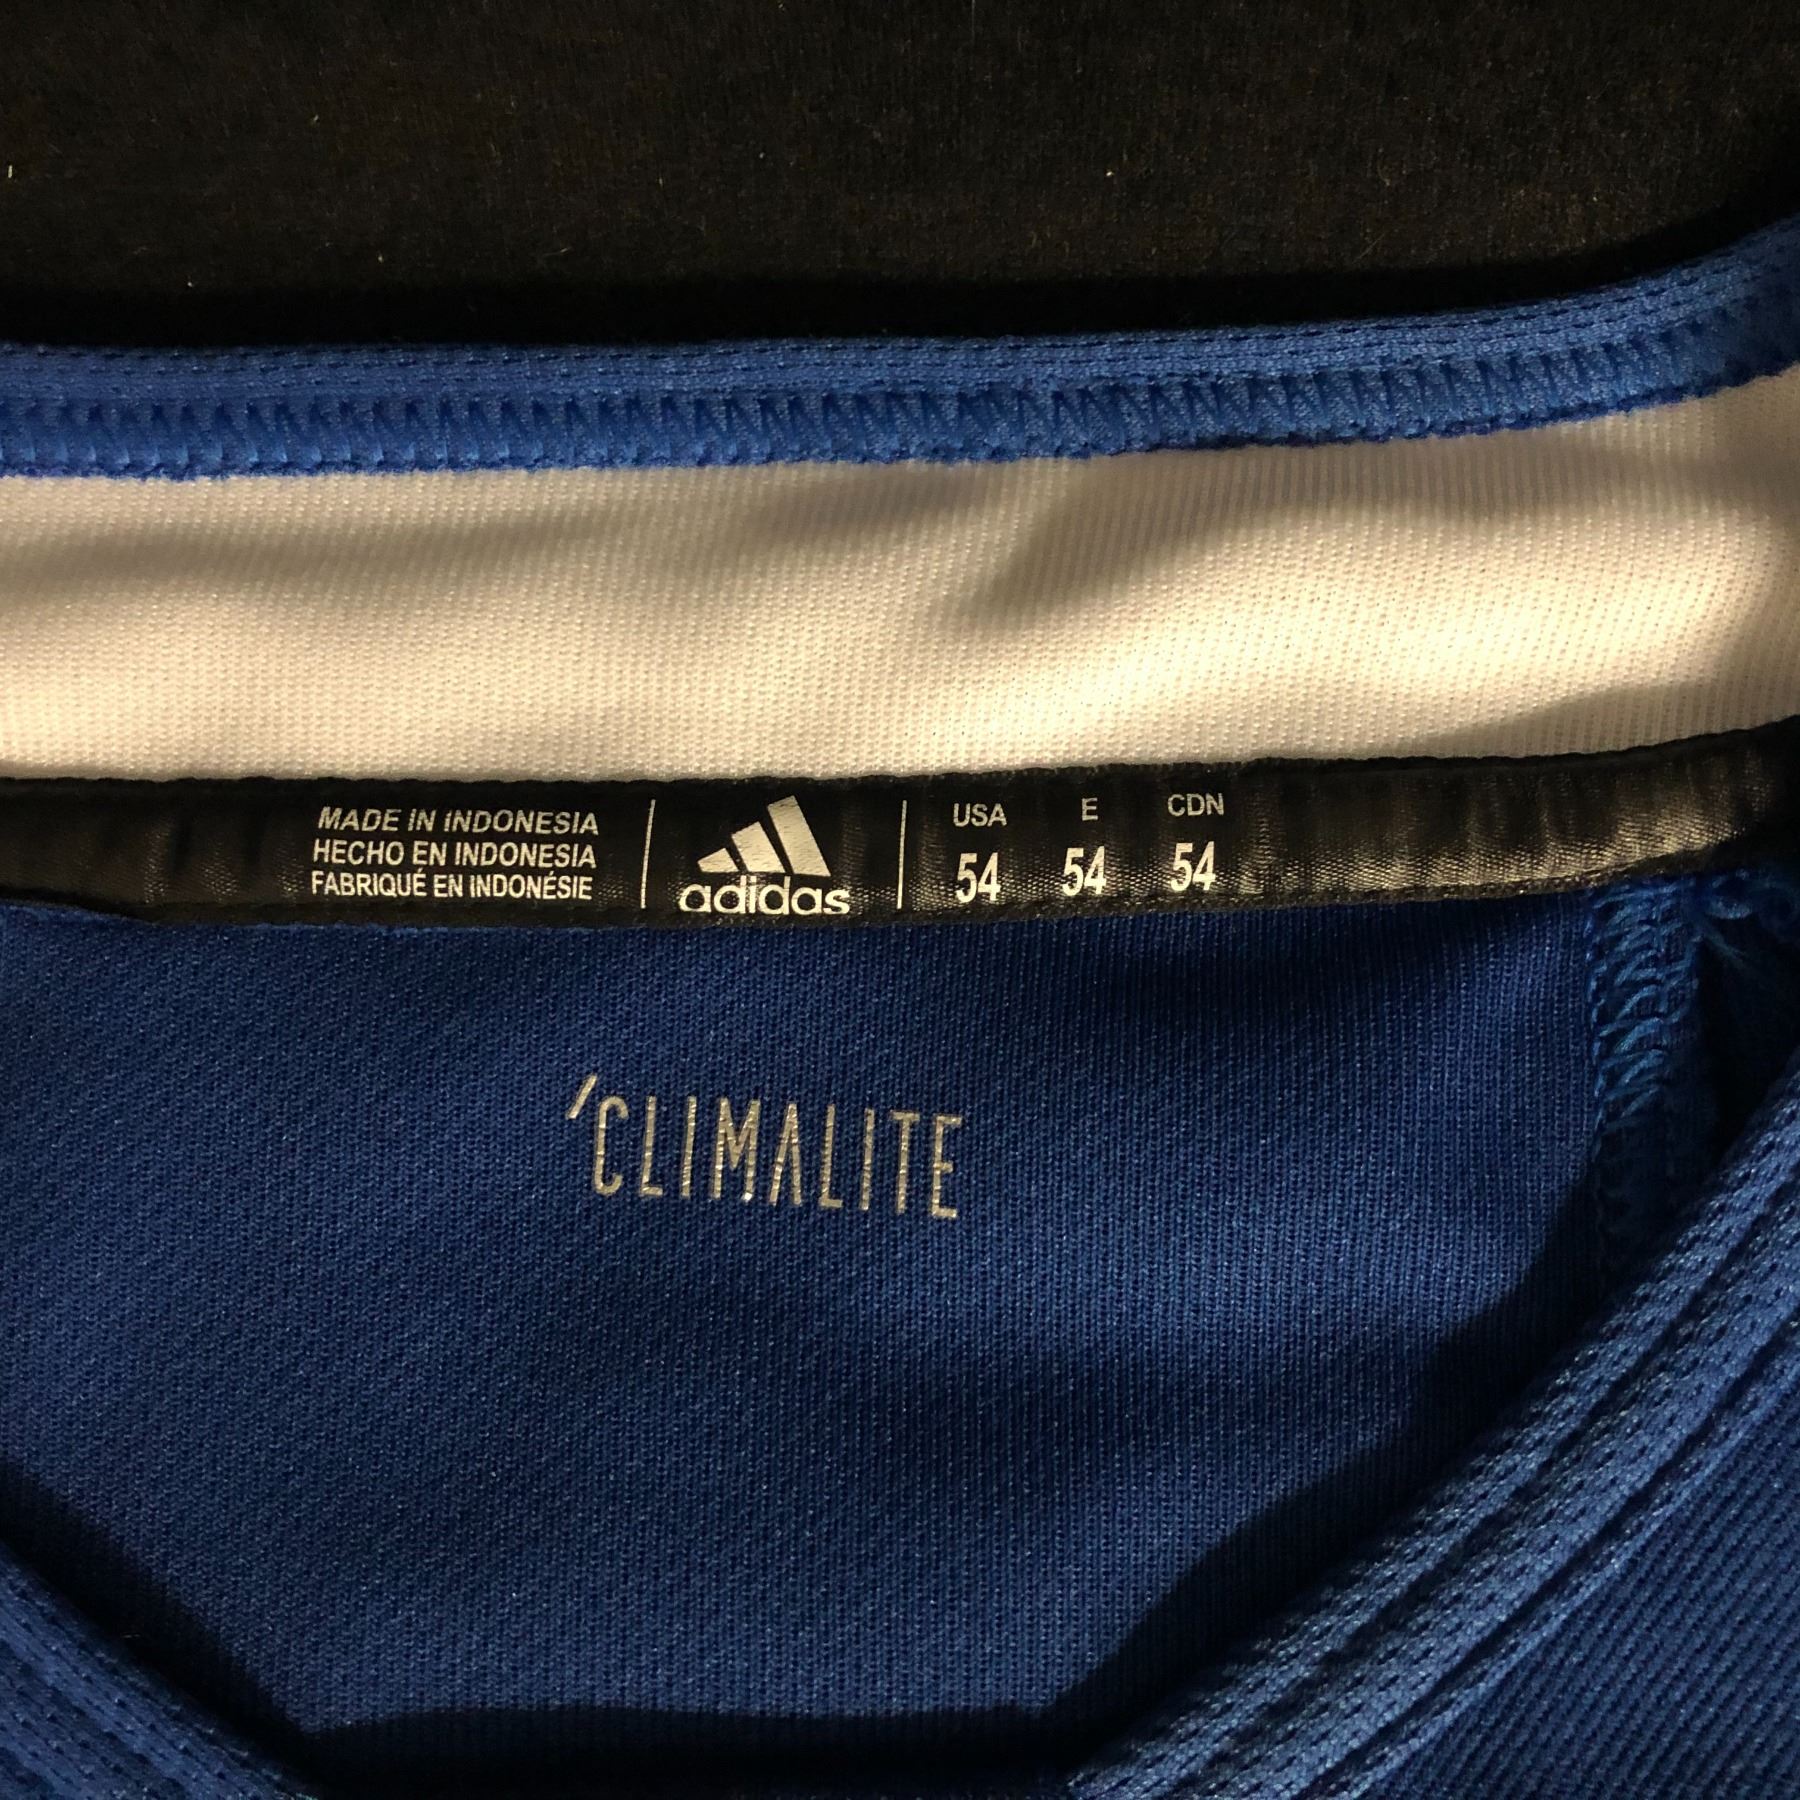 MADE IN INDONESIA
HECHO EN INDONESIA
FABRIQUÉ EN INDONÉSIE
adidas
USA E CDN
54 54 54
'CLIMALITE